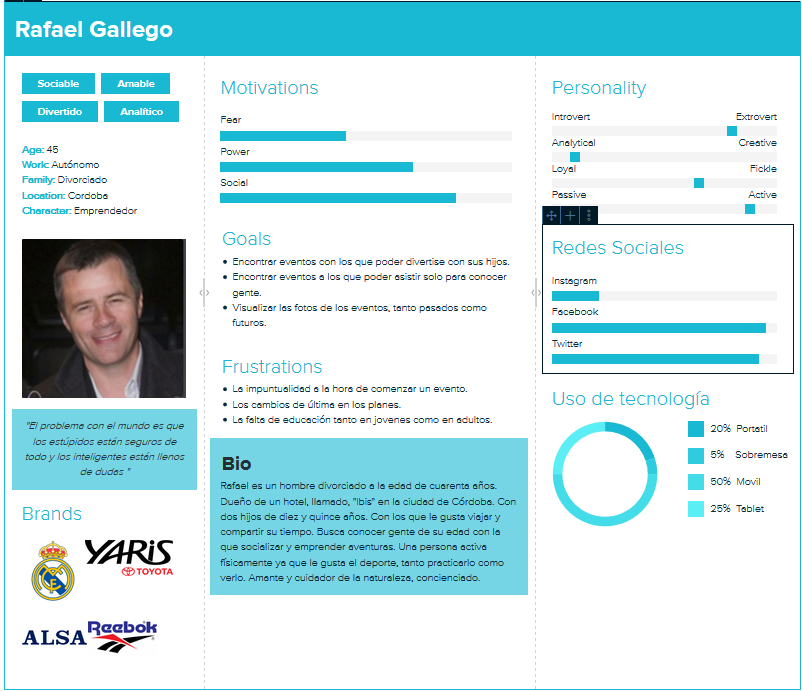 Rafael Gallego
Sociable
Amable
Divertido
Analítico
Age: 45
Work: Autónomo
Family: Divorciado
Location: Cordoba
Character: Emprendedor
"El problema con el mundo es que
los estúpidos están seguros de
todo y los inteligentes están llenos
de dudas "
Brands
YARIS
TOYOTA
ALSA
Reebok
Motivations
Fear
Power
Social
Goals
Encontrar eventos con los que poder divertise con sus hijos.
Encontrar eventos a los que poder asistir solo para conocer
gente.
Visualizar las fotos de los eventos, tanto pasados como
futuros.
Frustrations
La impuntualidad a la hora de comenzar un evento.
Los cambios de última en los planes.
La falta de educación tanto en jovenes como en adultos.
Bio
Rafael es un hombre divorciado a la edad de cuarenta años.
Dueño de un hotel, llamado, "Ibis" en la ciudad de Córdoba. Con
dos hijos de diez y quince años. Con los que le gusta viajar y
compartir su tiempo. Busca conocer gente de su edad con la
que socializar y emprender aventuras. Una persona activa
físicamente ya que le gusta el deporte, tanto practicarlo como
verlo. Amante y cuidador de la naturaleza, concienciado.
Personality
Introvert Extrovert
Analytical Creative
Loyal Fickle
Passive Active
Redes Sociales
Instagram
Facebook
Twitter
Uso de tecnología
20% Portatil
5% Sobremesa
50% Movil
25% Tablet